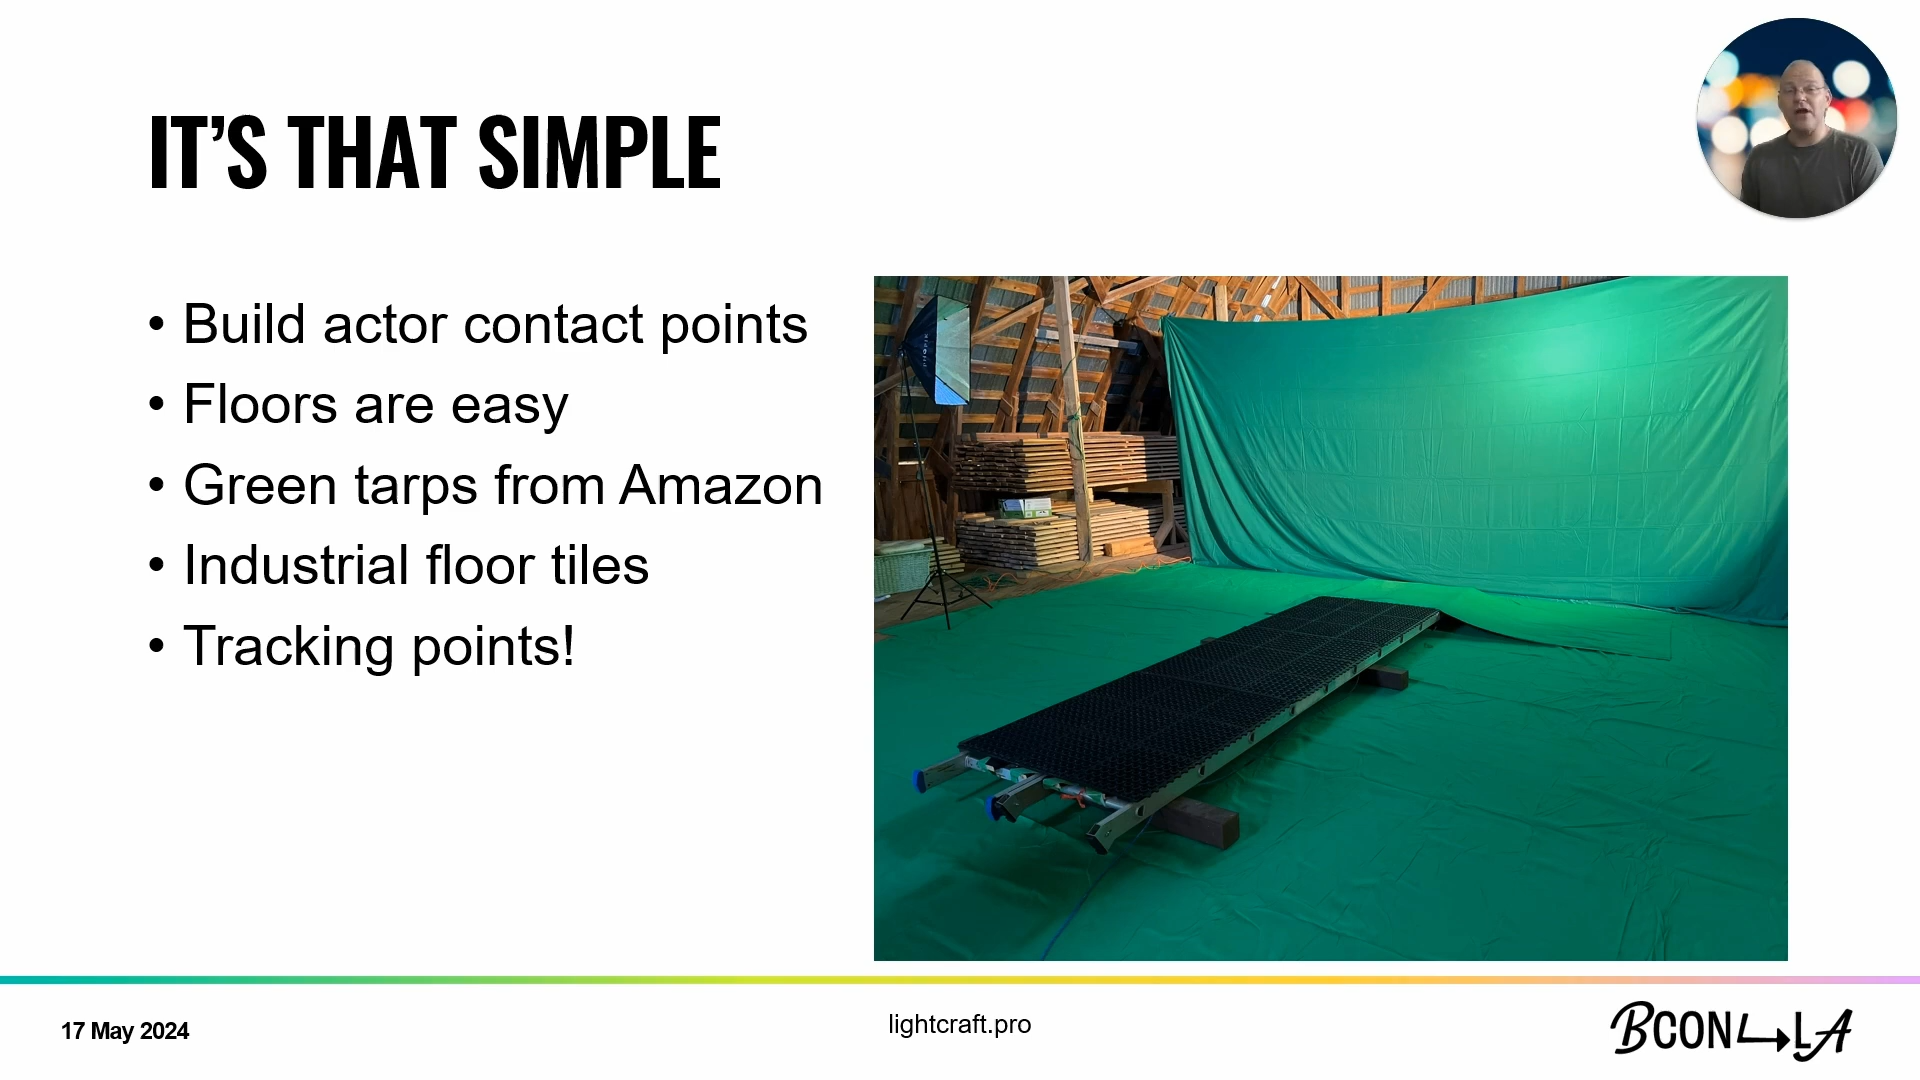 IT’S THAT SIMPLE
• Build actor contact points
• Floors are easy
• Green tarps from Amazon
• Industrial floor tiles
• Tracking points!
17 May 2024
lightcraft.pro
BCON LA